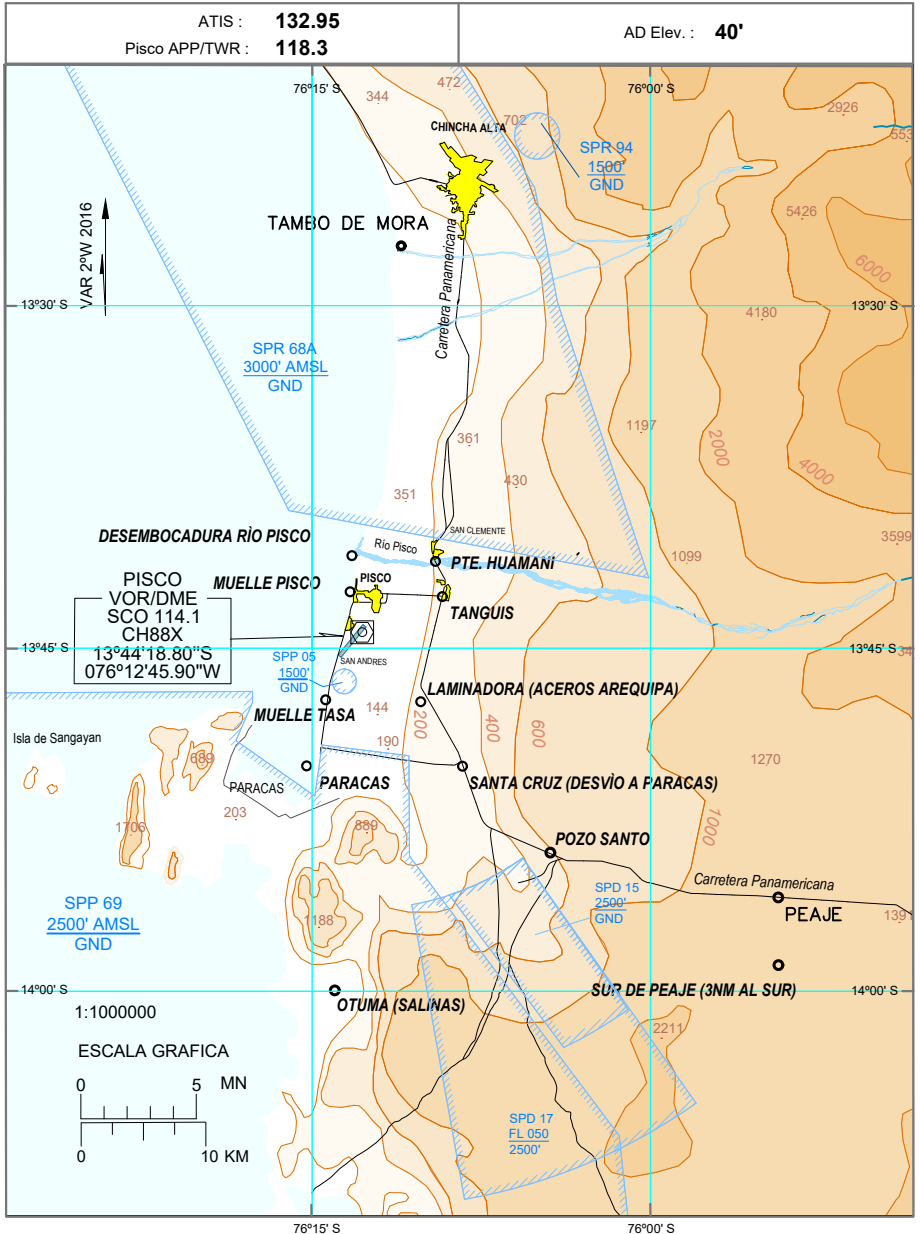 ATIS : 132.95
Pisco APP/TWR : 118.3
AD Elev. : 40'
76º15' S
76º00' S
472
344
2926
702
553
CHINCHA ALTA
SPR 94
1500'
GND
VAR 2ºW 2016
TAMBO DE MORA
5426
Carretera Panamericana
6000
13º30' S
13º30' S
4180
SPR 68A
3000' AMSL
GND
1197
361
2000
4000
430
351
DESEMBOCADURA RÌO PISCO
SAN CLEMENTE
3599
Río Pisco
1099
PTE. HUAMANÍ
MUELLE PISCO
PISCO
TANGUIS
PISCO
VOR/DME
SCO 114.1
CH88X
13º44'18.80"S
076º12'45.90"W
13º45' S
13º45' S
34
SPP 05
1500'
GND
SAN ANDRES
LAMINADORA (ACEROS AREQUIPA)
144
MUELLE TASA
200
400
600
Isla de Sangayan
190
689
1270
PARACAS
PARACAS
SANTA CRUZ (DESVÌO A PARACAS)
203
1706
889
1000
POZO SANTO
Carretera Panamericana
SPP 69
2500' AMSL
GND
SPD 15
2500'
GND
1188
PEAJE
139
14º00' S
14º00' S
SUR DE PEAJE (3NM AL SUR)
OTUMA (SALINAS)
1:1000000
2211
ESCALA GRAFICA
0 5 MN
0 10 KM
SPD 17
FL 050
2500'
76º15' S
76º00' S